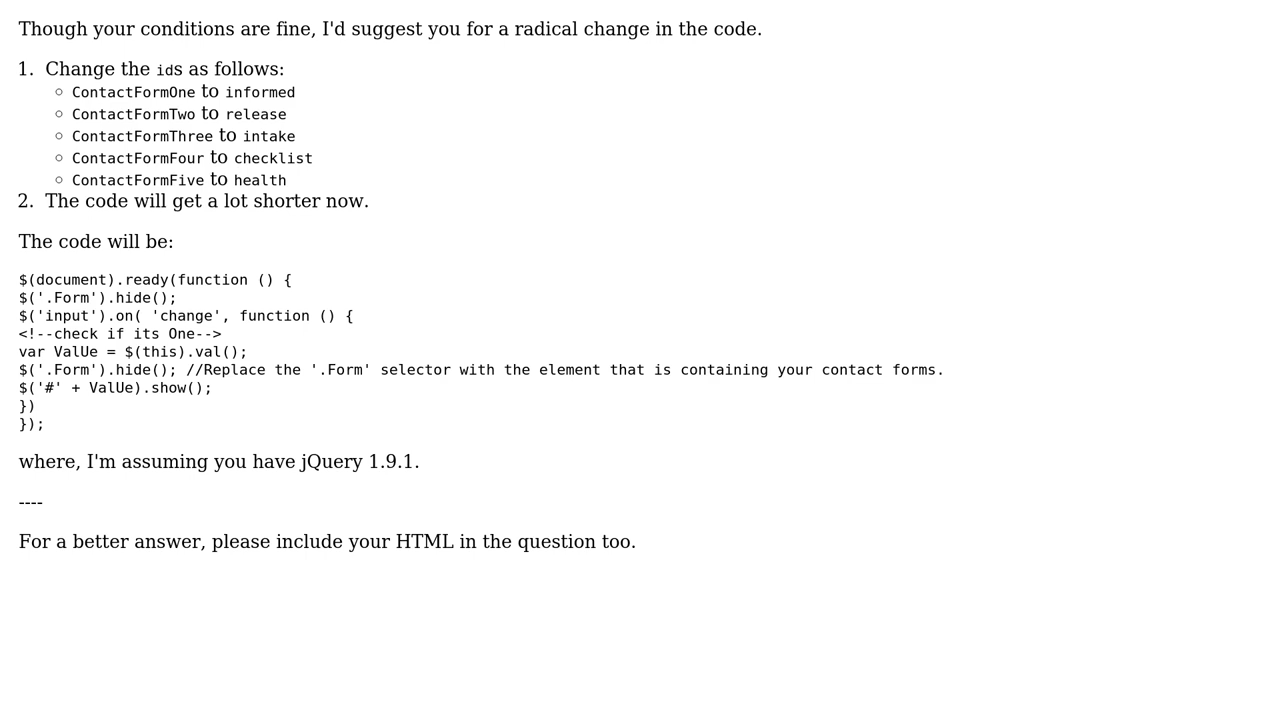 Though your conditions are fine, I'd suggest you for a radical change in the code.
1. Change the ids as follows:
ContactFormOne to informed
ContactFormTwo to release
ContactFormThree to intake
ContactFormFour to checklist
ContactFormFive to health
2. The code will get a lot shorter now.
The code will be:
$(document).ready(function () {
$('.Form').hide();
$('input').on( 'change', function () {
<!--check if its One-->
var ValUe = $(this).val();
$('.Form').hide(); //Replace the '.Form' selector with the element that is containing your contact forms.
$('#' + ValUe).show();
})
});
where, I'm assuming you have jQuery 1.9.1.
----
For a better answer, please include your HTML in the question too.